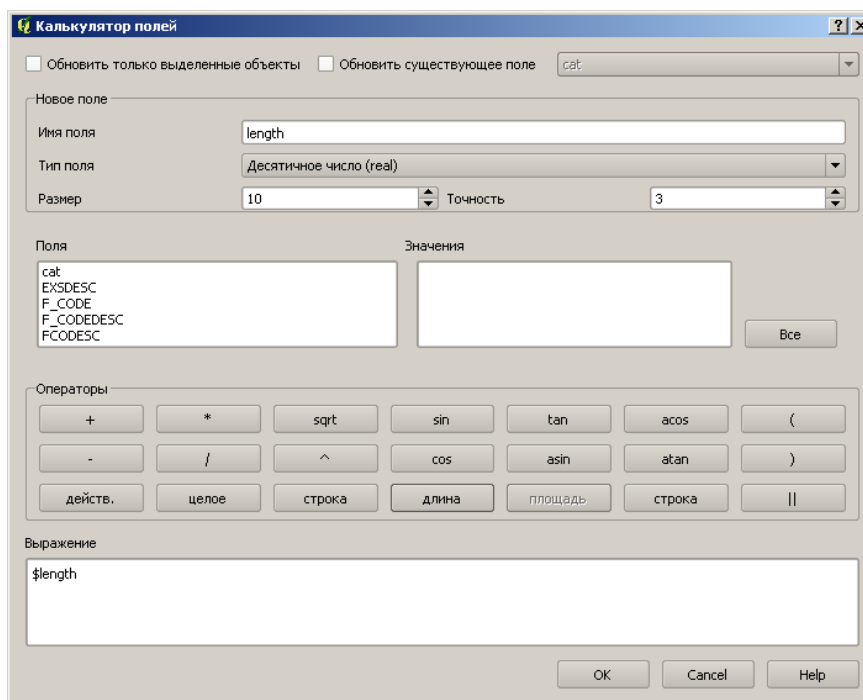 Калькулятор полей
Обновить только выделенные объекты Обновить существующее поле cat
Новое поле
Имя поля length
Тип поля Десятичное число (real)
Размер 10 Точность 3
Поля Значения
cat
EXSDESC
F_CODE
F_CODEDESC
FCODESC
Все
Операторы
+ * sqrt sin tan acos (
- / ^ cos asin atan )
действ. целое строка длина площадь строка ||
Выражение
$length
OK Cancel Help